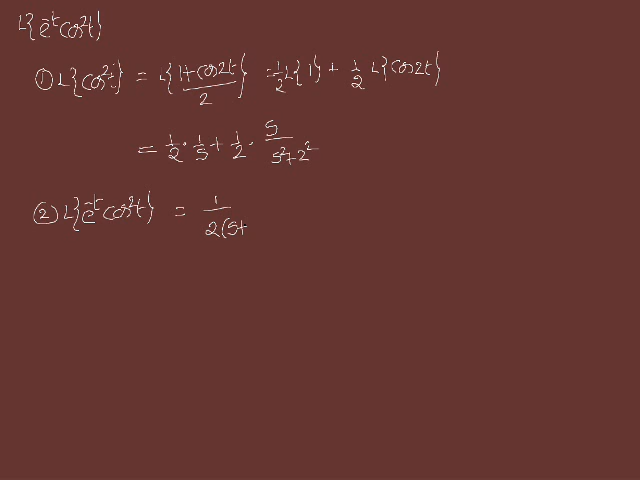 L{e^{-t}cos²t}
① L{cos²t} = L{(1+cos2t)/2} = ½L{1} + ½ L{cos2t}
= ½ · 1/s + ½ · s/(s²+2²)
② L{e^{-t}cos²t} = 1/(2(s+